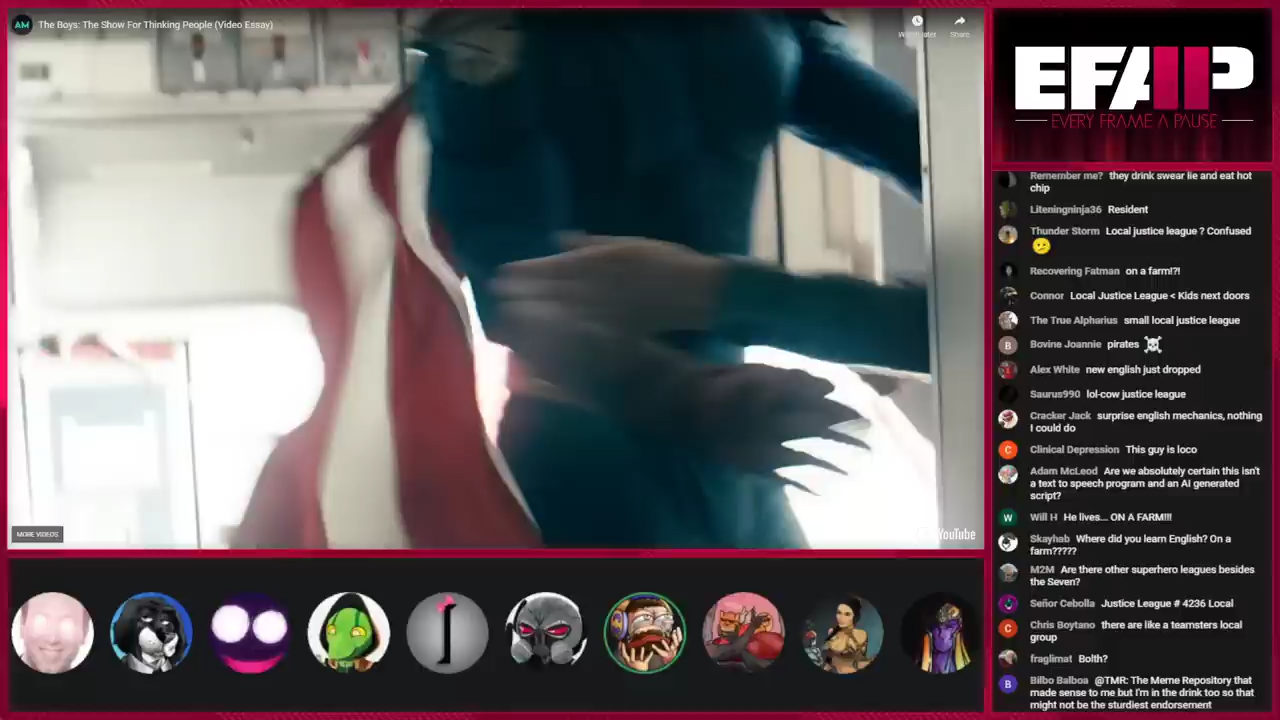 AM
The Boys: The Show For Thinking People (Video Essay)
Watch later
Share
MORE VIDEOS
YouTube
EFAP
EVERY FRAME A PAUSE
Remember me? they drink swear lie and eat hot
chip
Liteningninja36 Resident
Thunder Storm Local justice league ? Confused
Recovering Fatman on a farm!?!
Connor Local Justice League < Kids next doors
The True Alpharius small local justice league
B
Bovine Joannie pirates
Alex White new english just dropped
Saurus990 lol-cow justice league
Cracker Jack surprise english mechanics, nothing
I could do
C
Clinical Depression This guy is loco
Adam McLeod Are we absolutely certain this isn't
a text to speech program and an AI generated
script?
W
Will H He lives... ON A FARM!!!
Skayhab Where did you learn English? On a
farm?????
M2M Are there other superhero leagues besides
the Seven?
Señor Cebolla Justice League # 4236 Local
C
Chris Boytano there are like a teamsters local
group
fraglimat Bolth?
B
Bilbo Balboa @TMR: The Meme Repository that
made sense to me but I'm in the drink too so that
might not be the sturdiest endorsement